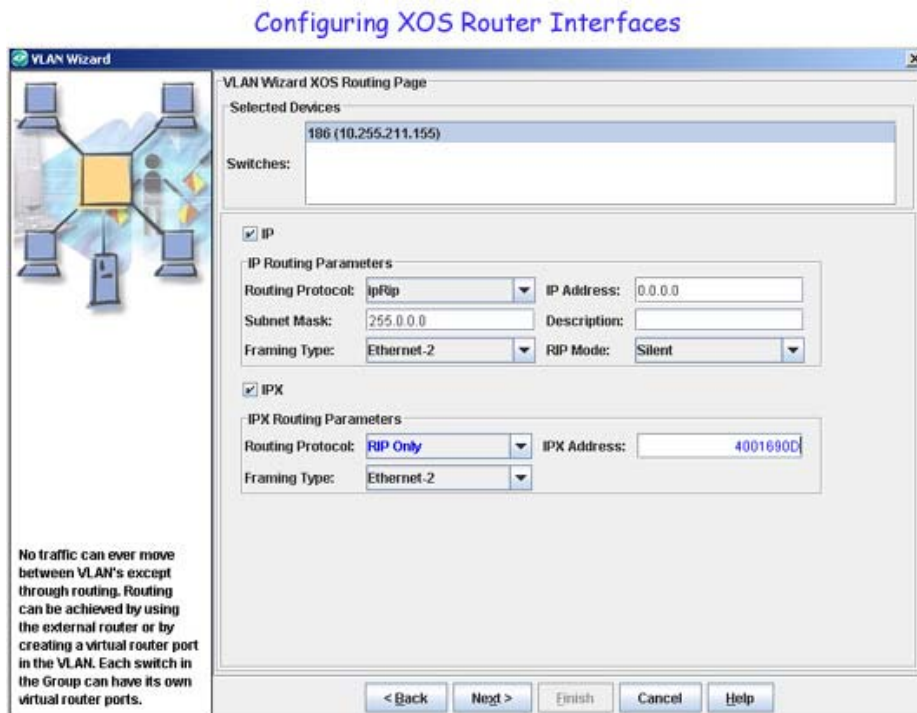 Configuring XOS Router Interfaces
VLAN Wizard
VLAN Wizard XOS Routing Page
Selected Devices
Switches:
186 (10.255.211.155)
IP
IP Routing Parameters
Routing Protocol: ipRip IP Address: 0.0.0.0
Subnet Mask: 255.0.0.0 Description:
Framing Type: Ethernet-2 RIP Mode: Silent
IPX
IPX Routing Parameters
Routing Protocol: RIP Only IPX Address: 4001690D
Framing Type: Ethernet-2
No traffic can ever move
between VLAN's except
through routing. Routing
can be achieved by using
the external router or by
creating a virtual router port
in the VLAN. Each switch in
the Group can have its own
virtual router ports.
< Back Next > Finish Cancel Help